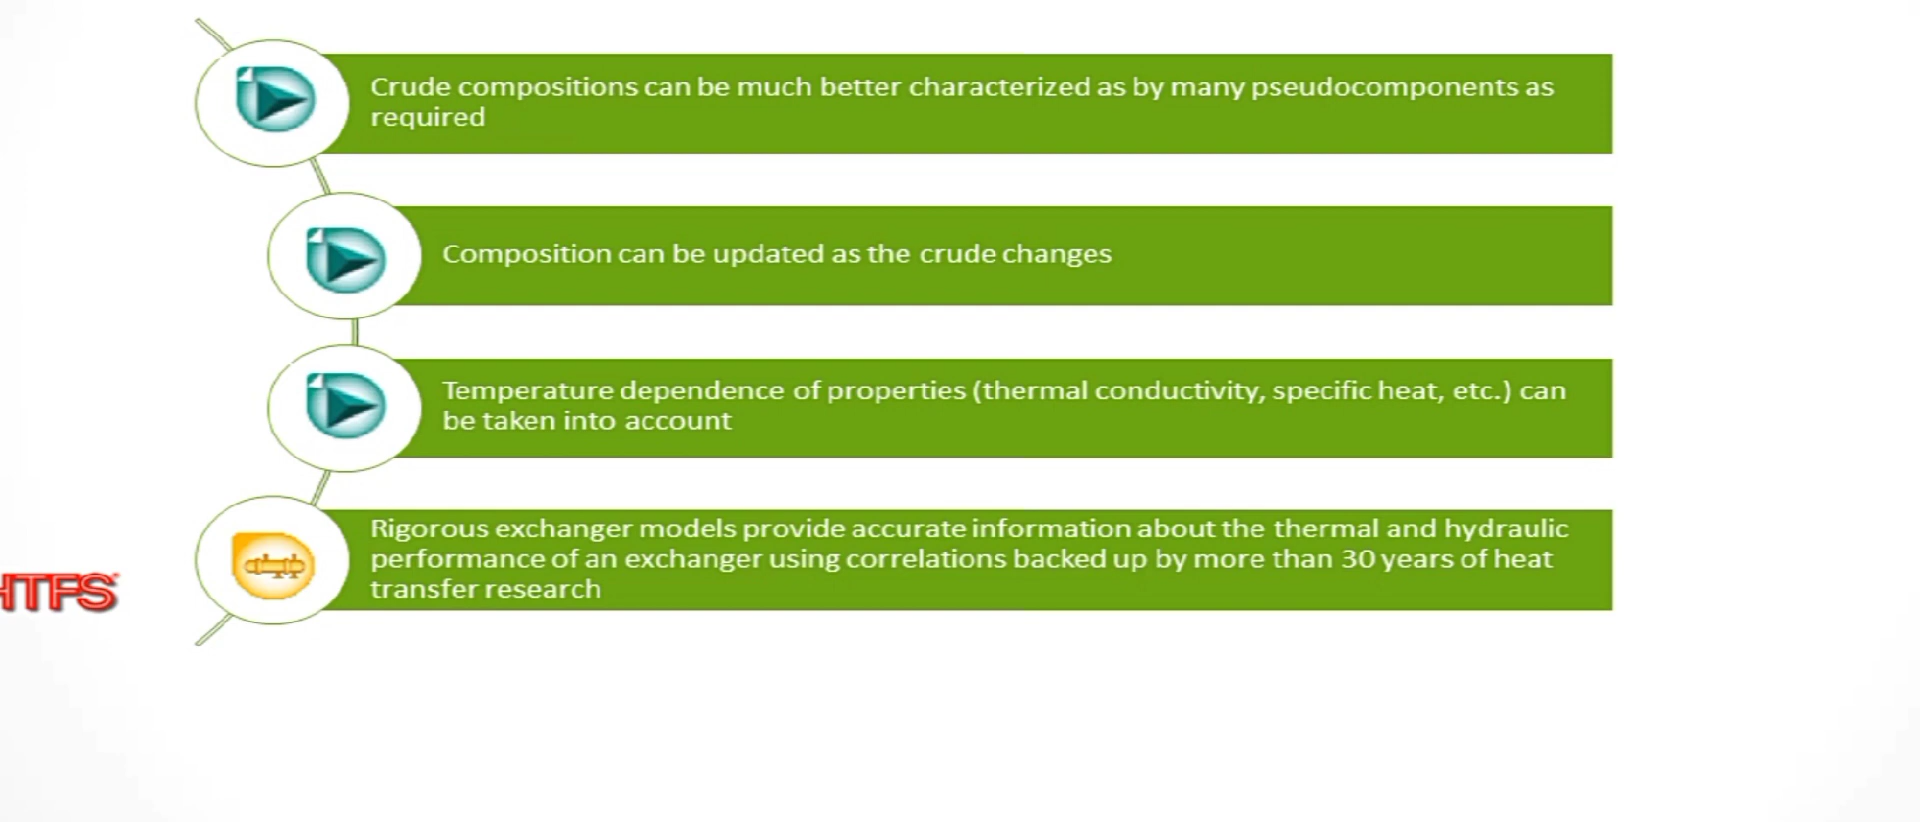 Crude compositions can be much better characterized as by many pseudocomponents as
required
Composition can be updated as the crude changes
Temperature dependence of properties (thermal conductivity, specific heat, etc.) can
be taken into account
Rigorous exchanger models provide accurate information about the thermal and hydraulic
performance of an exchanger using correlations backed up by more than 30 years of heat
transfer research
HTFS